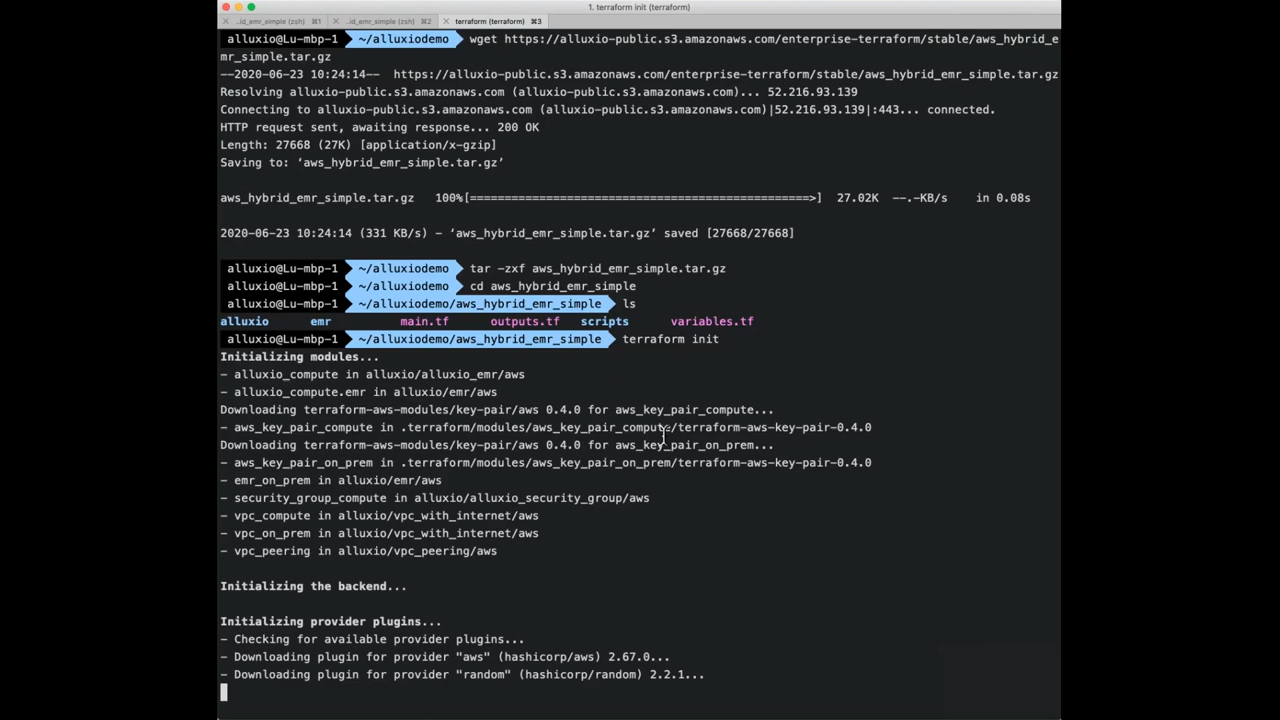 1. terraform init (terraform)
..id_emr_simple (zsh) ⌘1 ..id_emr_simple (zsh) ⌘2 terraform (terraform) ⌘3
alluxio@Lu-mbp-1 ~/alluxiodemo wget https://alluxio-public.s3.amazonaws.com/enterprise-terraform/stable/aws_hybrid_e
mr_simple.tar.gz
--2020-06-23 10:24:14-- https://alluxio-public.s3.amazonaws.com/enterprise-terraform/stable/aws_hybrid_emr_simple.tar.gz
Resolving alluxio-public.s3.amazonaws.com (alluxio-public.s3.amazonaws.com)... 52.216.93.139
Connecting to alluxio-public.s3.amazonaws.com (alluxio-public.s3.amazonaws.com)|52.216.93.139|:443... connected.
HTTP request sent, awaiting response... 200 OK
Length: 27668 (27K) [application/x-gzip]
Saving to: ‘aws_hybrid_emr_simple.tar.gz’
aws_hybrid_emr_simple.tar.gz 100%[=================================================>] 27.02K --.-KB/s in 0.08s
2020-06-23 10:24:14 (331 KB/s) - ‘aws_hybrid_emr_simple.tar.gz’ saved [27668/27668]
alluxio@Lu-mbp-1 ~/alluxiodemo tar -zxf aws_hybrid_emr_simple.tar.gz
alluxio@Lu-mbp-1 ~/alluxiodemo cd aws_hybrid_emr_simple
alluxio@Lu-mbp-1 ~/alluxiodemo/aws_hybrid_emr_simple ls
alluxio emr main.tf outputs.tf scripts variables.tf
alluxio@Lu-mbp-1 ~/alluxiodemo/aws_hybrid_emr_simple terraform init
Initializing modules...
- alluxio_compute in alluxio/alluxio_emr/aws
- alluxio_compute.emr in alluxio/emr/aws
Downloading terraform-aws-modules/key-pair/aws 0.4.0 for aws_key_pair_compute...
- aws_key_pair_compute in .terraform/modules/aws_key_pair_compute/terraform-aws-key-pair-0.4.0
Downloading terraform-aws-modules/key-pair/aws 0.4.0 for aws_key_pair_on_prem...
- aws_key_pair_on_prem in .terraform/modules/aws_key_pair_on_prem/terraform-aws-key-pair-0.4.0
- emr_on_prem in alluxio/emr/aws
- security_group_compute in alluxio/alluxio_security_group/aws
- vpc_compute in alluxio/vpc_with_internet/aws
- vpc_on_prem in alluxio/vpc_with_internet/aws
- vpc_peering in alluxio/vpc_peering/aws
Initializing the backend...
Initializing provider plugins...
- Checking for available provider plugins...
- Downloading plugin for provider "aws" (hashicorp/aws) 2.67.0...
- Downloading plugin for provider "random" (hashicorp/random) 2.2.1...